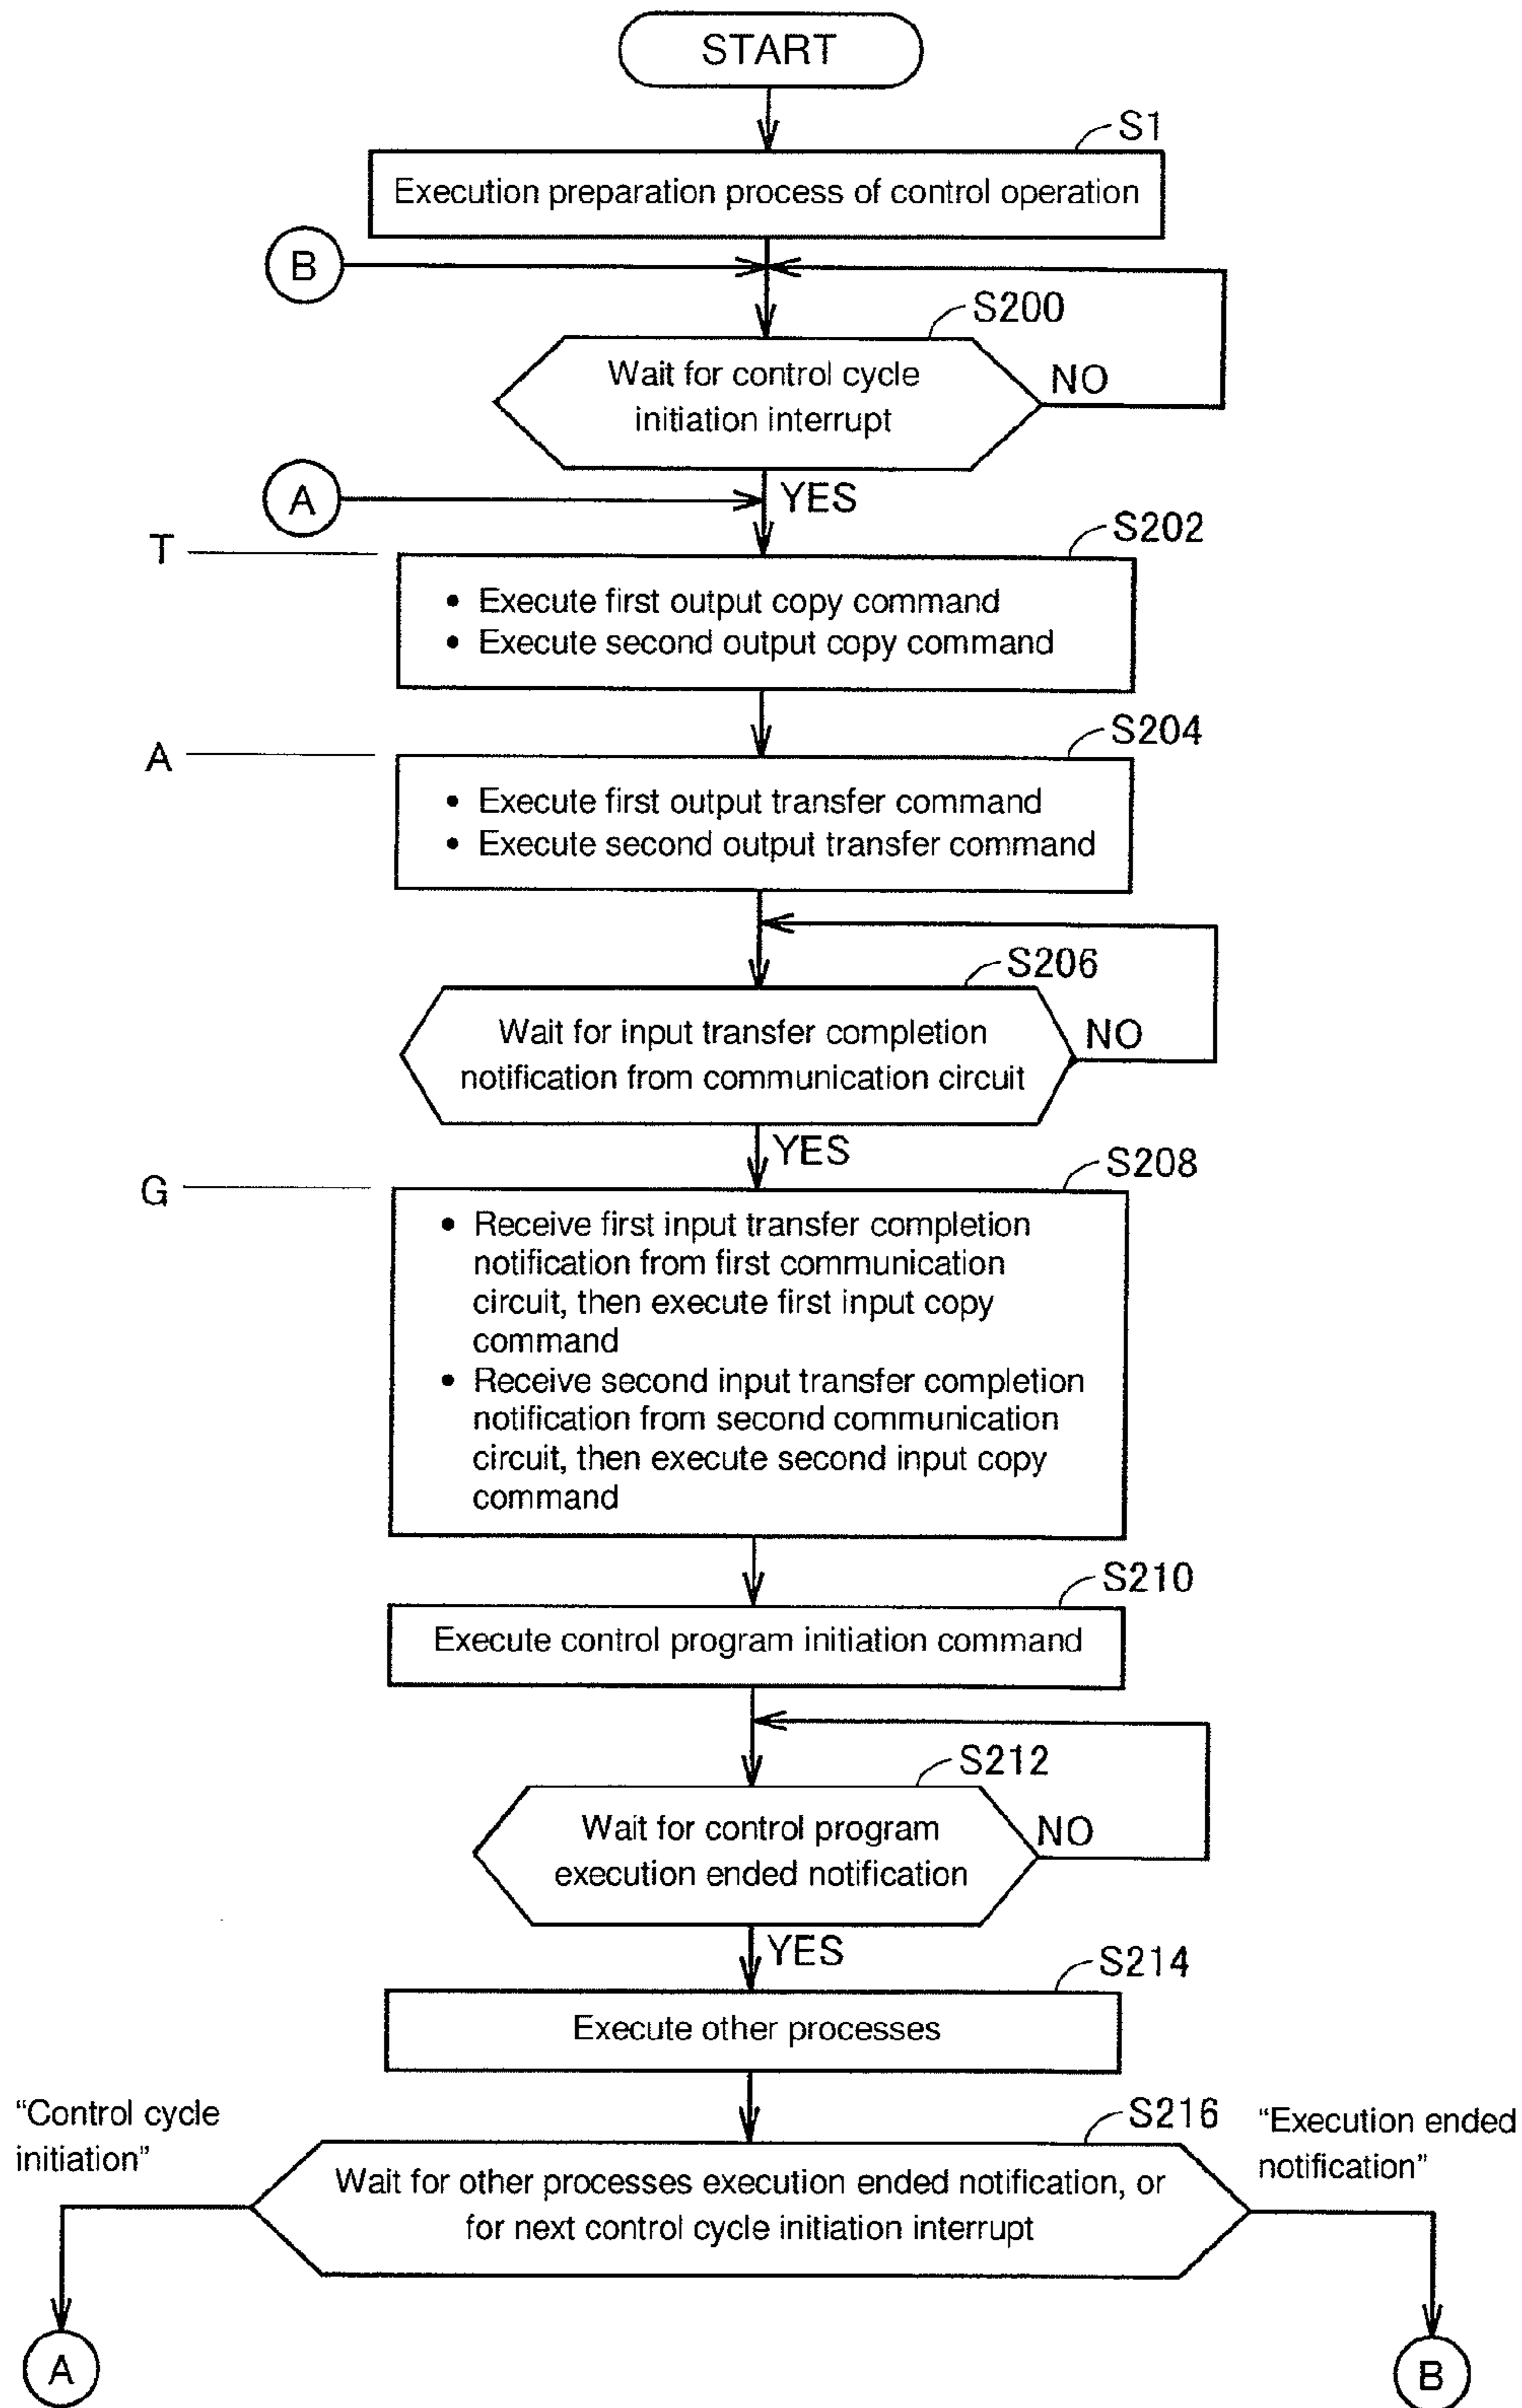 START
S1
Execution preparation process of control operation
B
S200
Wait for control cycle
initiation interrupt
NO
A
YES
T
S202
• Execute first output copy command
• Execute second output copy command
A
S204
• Execute first output transfer command
• Execute second output transfer command
S206
Wait for input transfer completion
notification from communication circuit
NO
YES
G
S208
• Receive first input transfer completion
notification from first communication
circuit, then execute first input copy
command
• Receive second input transfer completion
notification from second communication
circuit, then execute second input copy
command
S210
Execute control program initiation command
S212
Wait for control program
execution ended notification
NO
YES
S214
Execute other processes
“Control cycle
initiation”
S216
“Execution ended
notification”
Wait for other processes execution ended notification, or
for next control cycle initiation interrupt
A
B